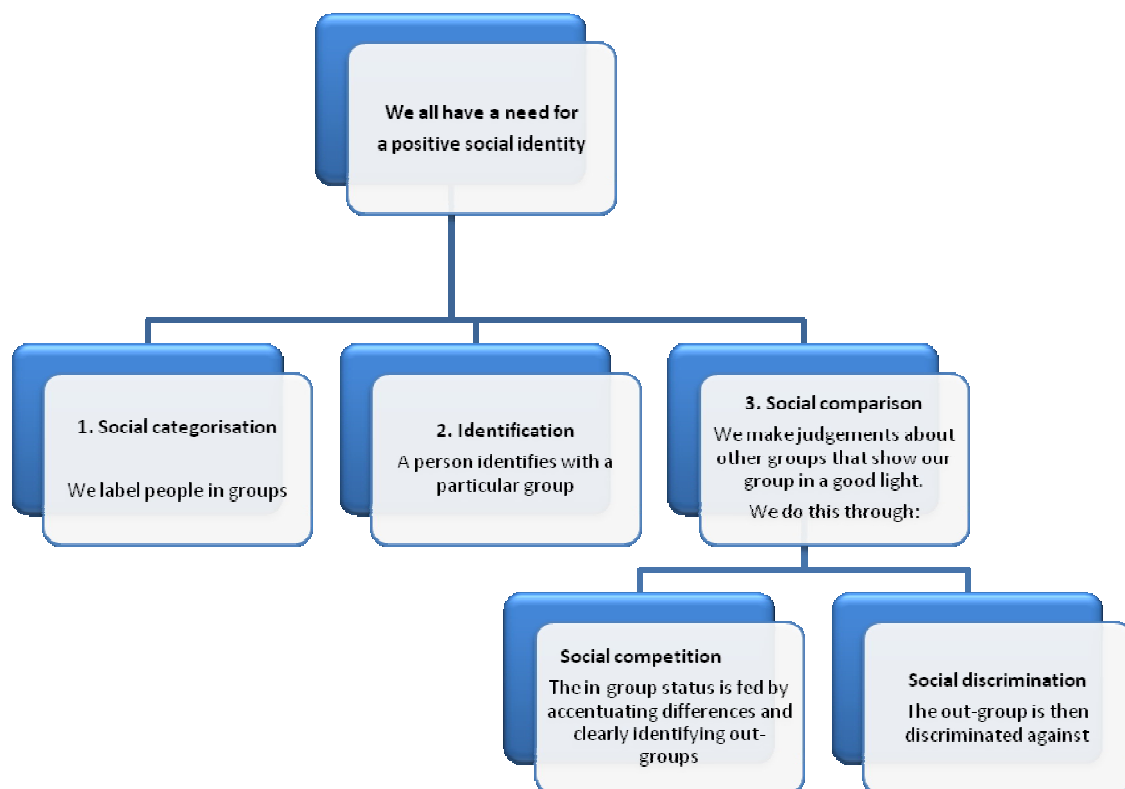 We all have a need for
a positive social identity
1. Social categorisation
We label people in groups
2. Identification
A person identifies with a
particular group
3. Social comparison
We make judgements about
other groups that show our
group in a good light.
We do this through:
Social competition
The in-group status is fed by
accentuating differences and
clearly identifying out-
groups
Social discrimination
The out-group is then
discriminated against